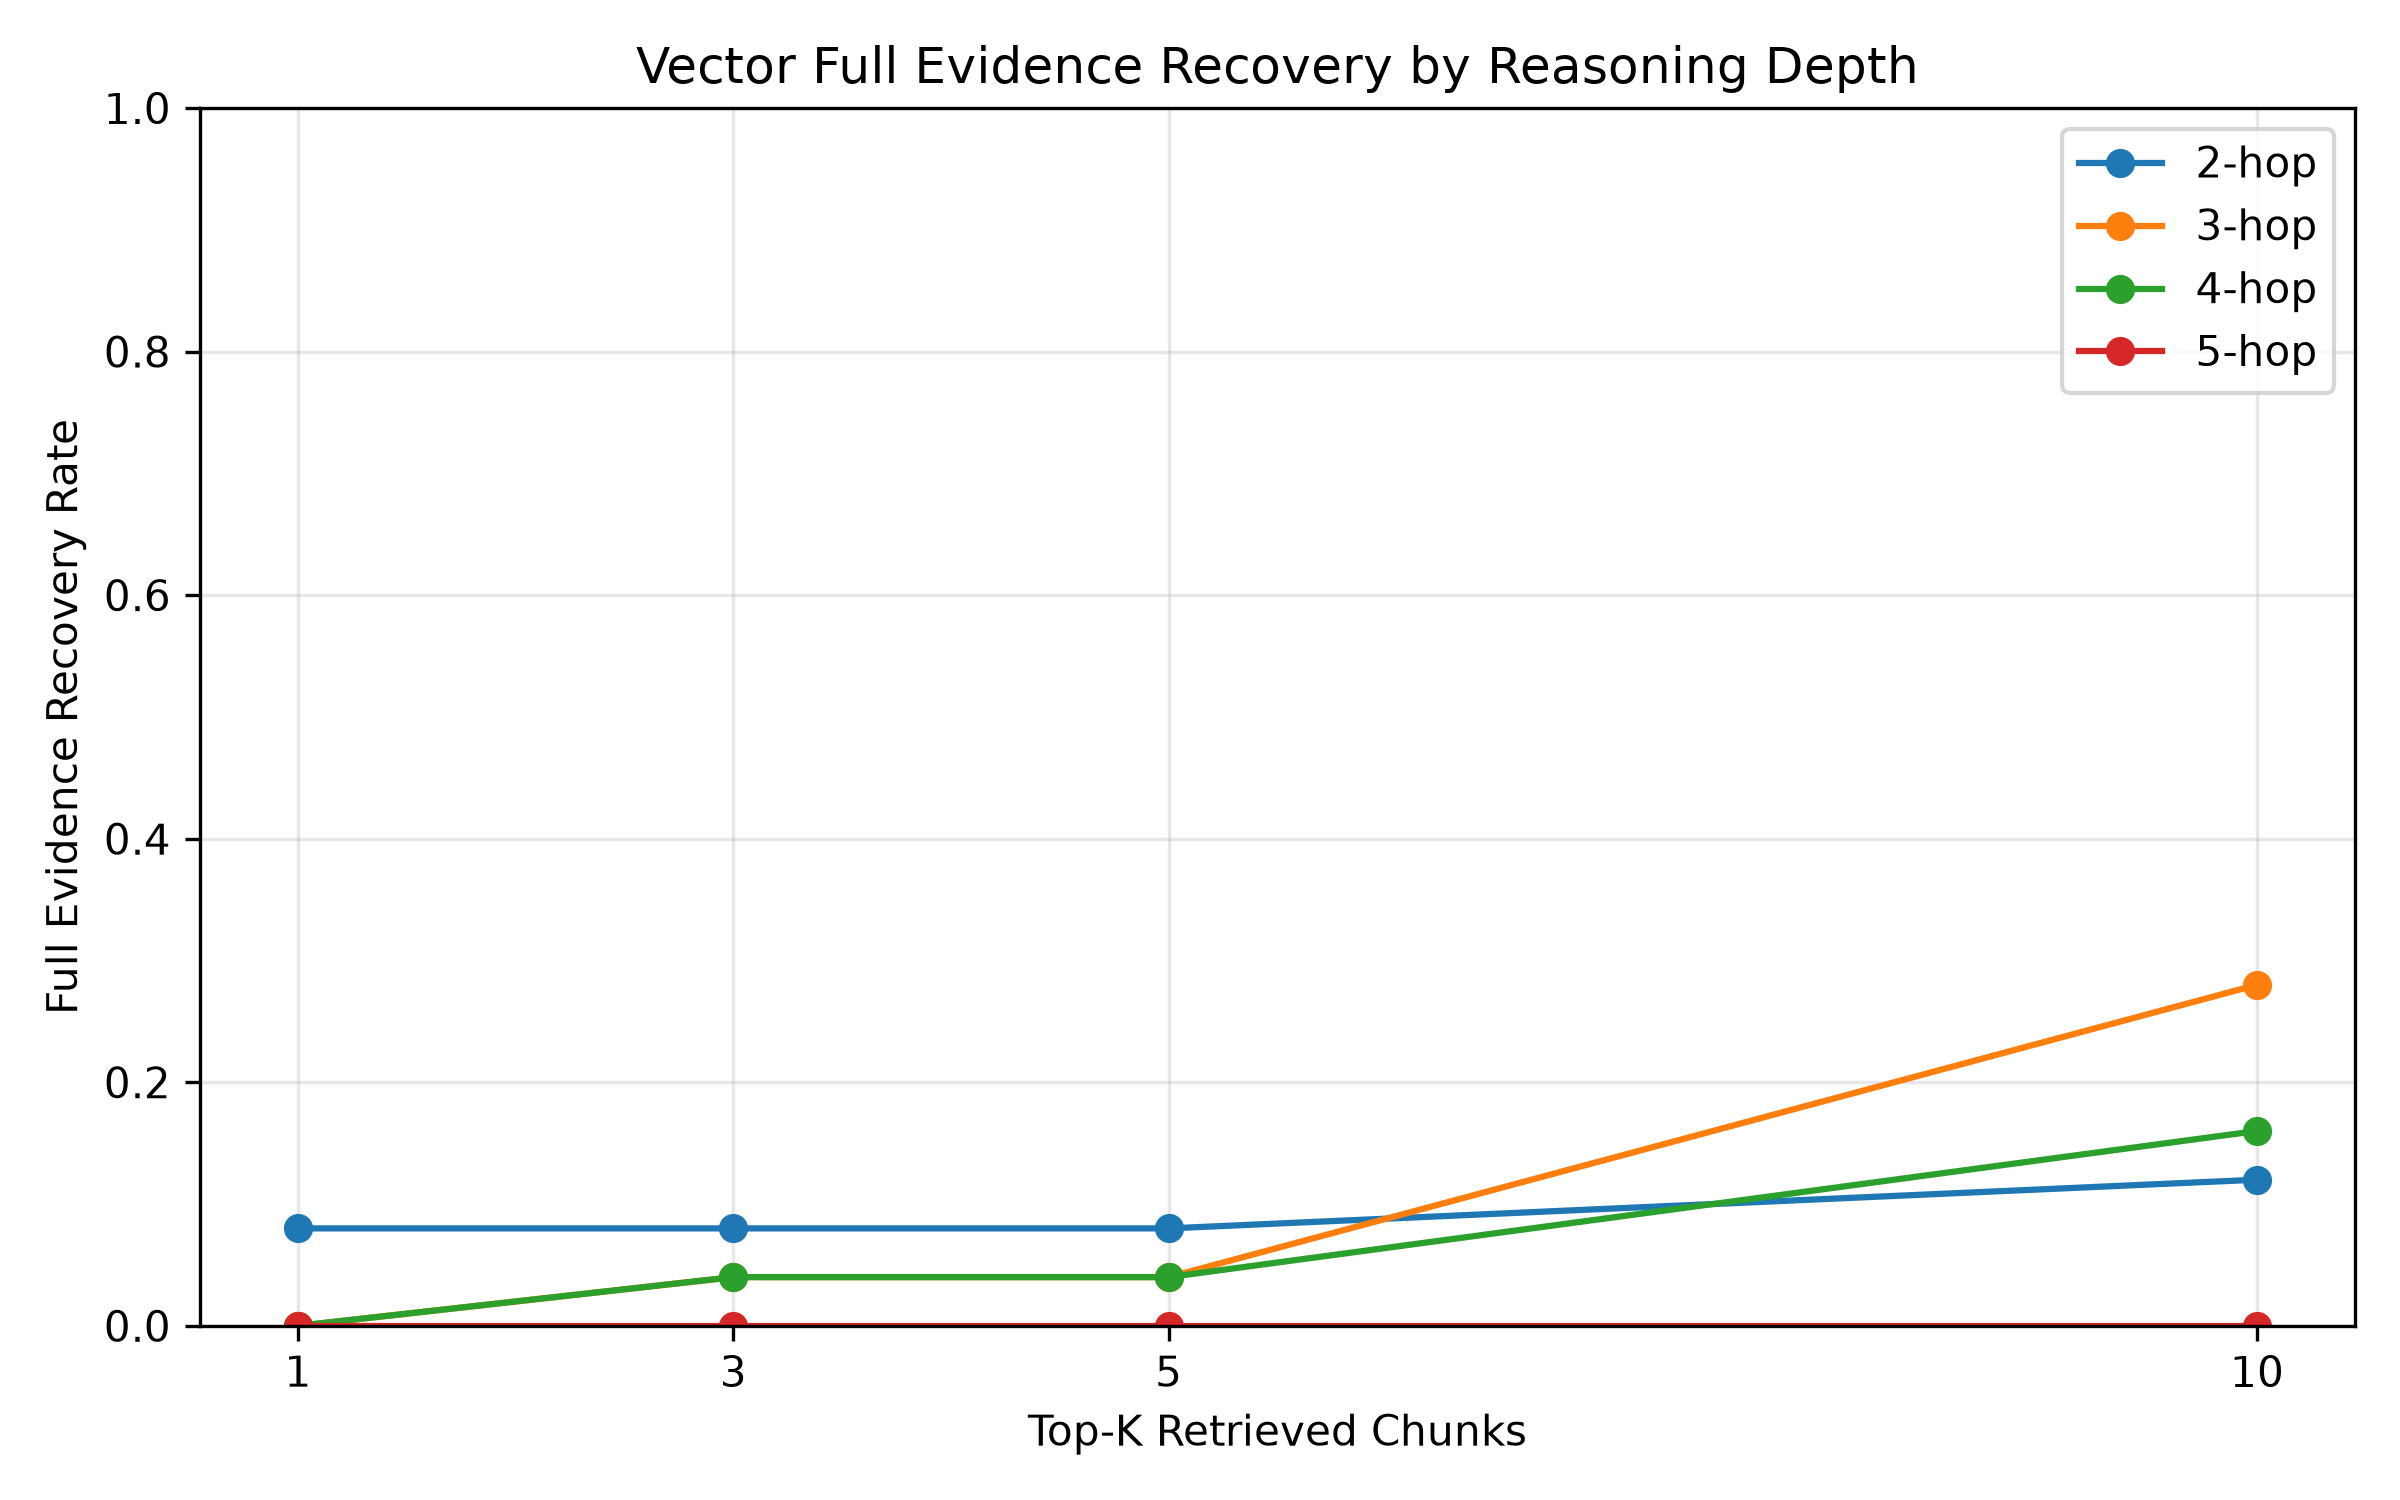 Vector Full Evidence Recovery by Reasoning Depth
1.0
0.8
0.6
0.4
0.2
0.0
Full Evidence Recovery Rate
2-hop
3-hop
4-hop
5-hop
1 3 5 10
Top-K Retrieved Chunks